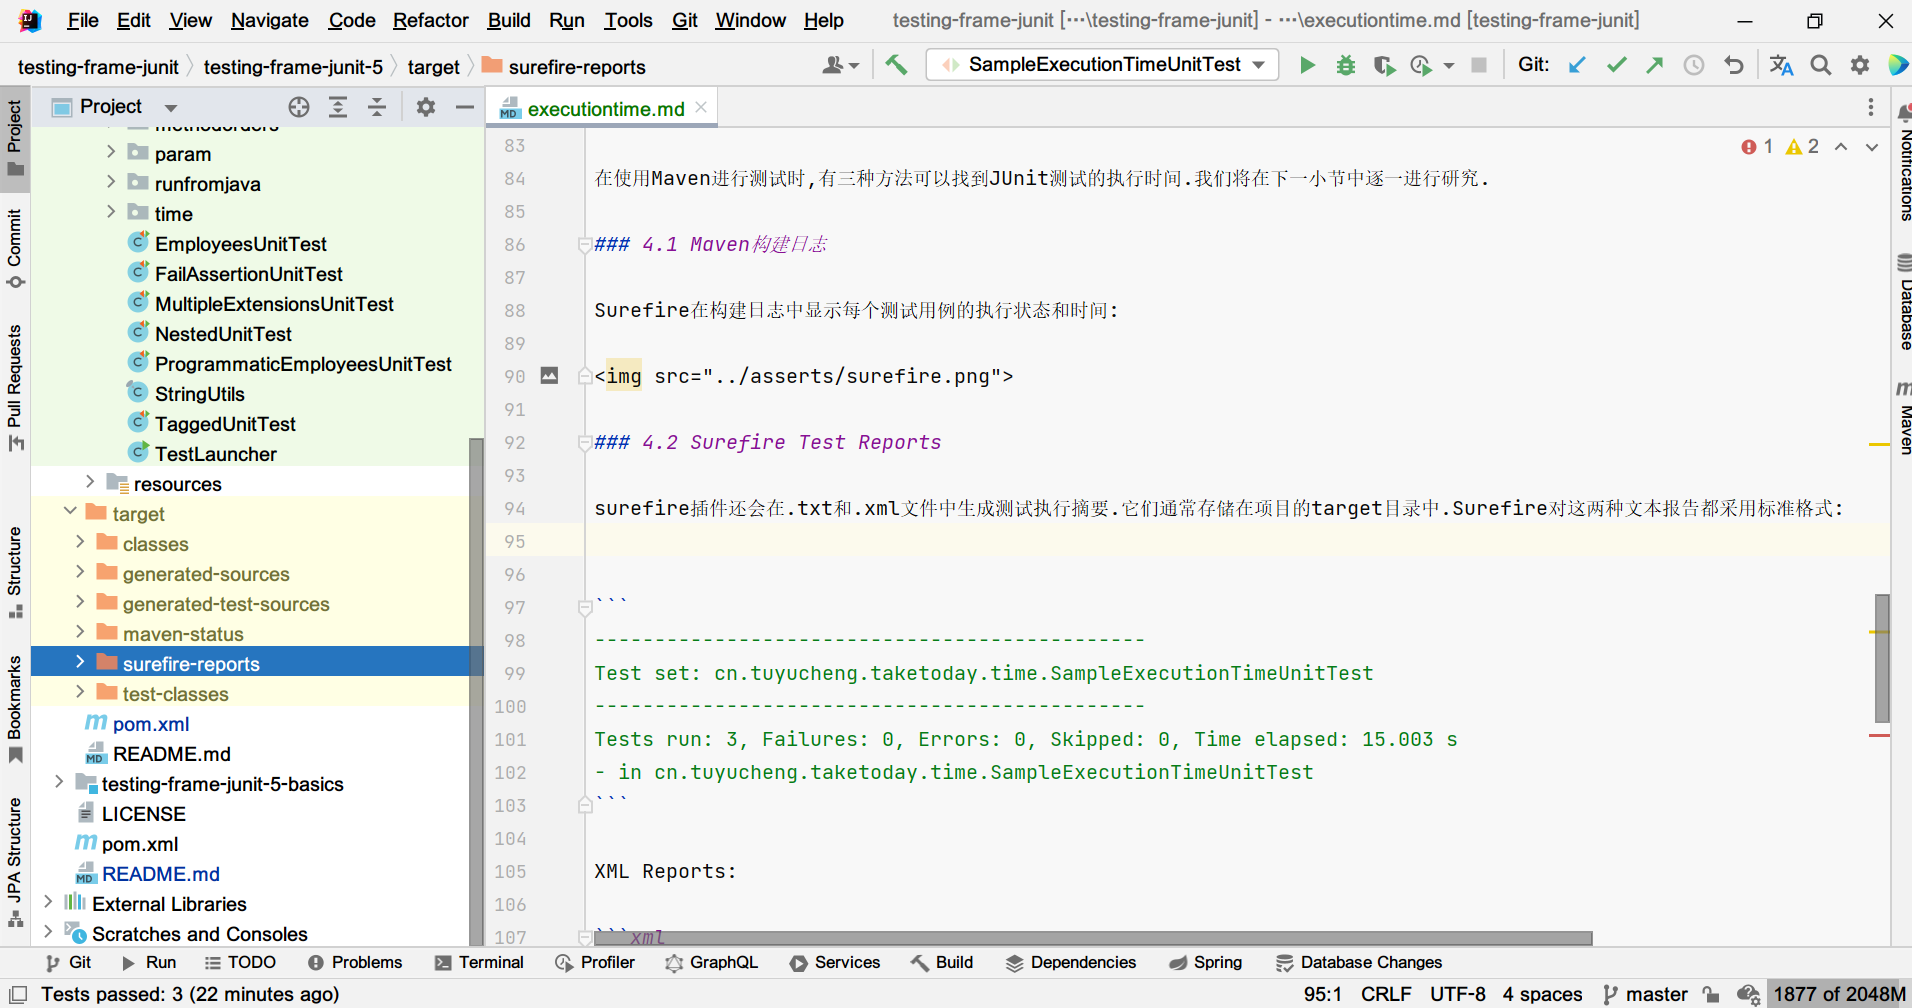 File Edit View Navigate Code Refactor Build Run Tools Git Window Help testing-frame-junit [...\testing-frame-junit] - ...\executiontime.md [testing-frame-junit]
testing-frame-junit testing-frame-junit-5 target surefire-reports SampleExecutionTimeUnitTest Git:
Project
executiontime.md
methodorders
param
runfromjava
time
EmployeesUnitTest
FailAssertionUnitTest
MultipleExtensionsUnitTest
NestedUnitTest
ProgrammaticEmployeesUnitTest
StringUtils
TaggedUnitTest
TestLauncher
resources
target
classes
generated-sources
generated-test-sources
maven-status
surefire-reports
test-classes
pom.xml
README.md
testing-frame-junit-5-basics
LICENSE
pom.xml
README.md
External Libraries
Scratches and Consoles
Project
Commit
Pull Requests
Structure
Bookmarks
JPA Structure
1 2
83
84 在使用Maven进行测试时,有三种方法可以找到JUnit测试的执行时间.我们将在下一小节中逐一进行研究.
85
86 ### 4.1 Maven构建日志
87
88 Surefire在构建日志中显示每个测试用例的执行状态和时间:
89
90 <img src="../asserts/surefire.png">
91
92 ### 4.2 Surefire Test Reports
93
94 surefire插件还会在.txt和.xml文件中生成测试执行摘要.它们通常存储在项目的target目录中.Surefire对这两种文本报告都采用标准格式:
95
96
97 ```
98 ----------------------------------------------
99 Test set: cn.tuyucheng.taketoday.time.SampleExecutionTimeUnitTest
100 ----------------------------------------------
101 Tests run: 3, Failures: 0, Errors: 0, Skipped: 0, Time elapsed: 15.003 s
102 - in cn.tuyucheng.taketoday.time.SampleExecutionTimeUnitTest
103 ```
104
105 XML Reports:
106
107 ```xml
Notifications
Database
Maven
Git Run TODO Problems Terminal Profiler GraphQL Services Build Dependencies Spring Database Changes
Tests passed: 3 (22 minutes ago) 95:1 CRLF UTF-8 4 spaces master 1877 of 2048M